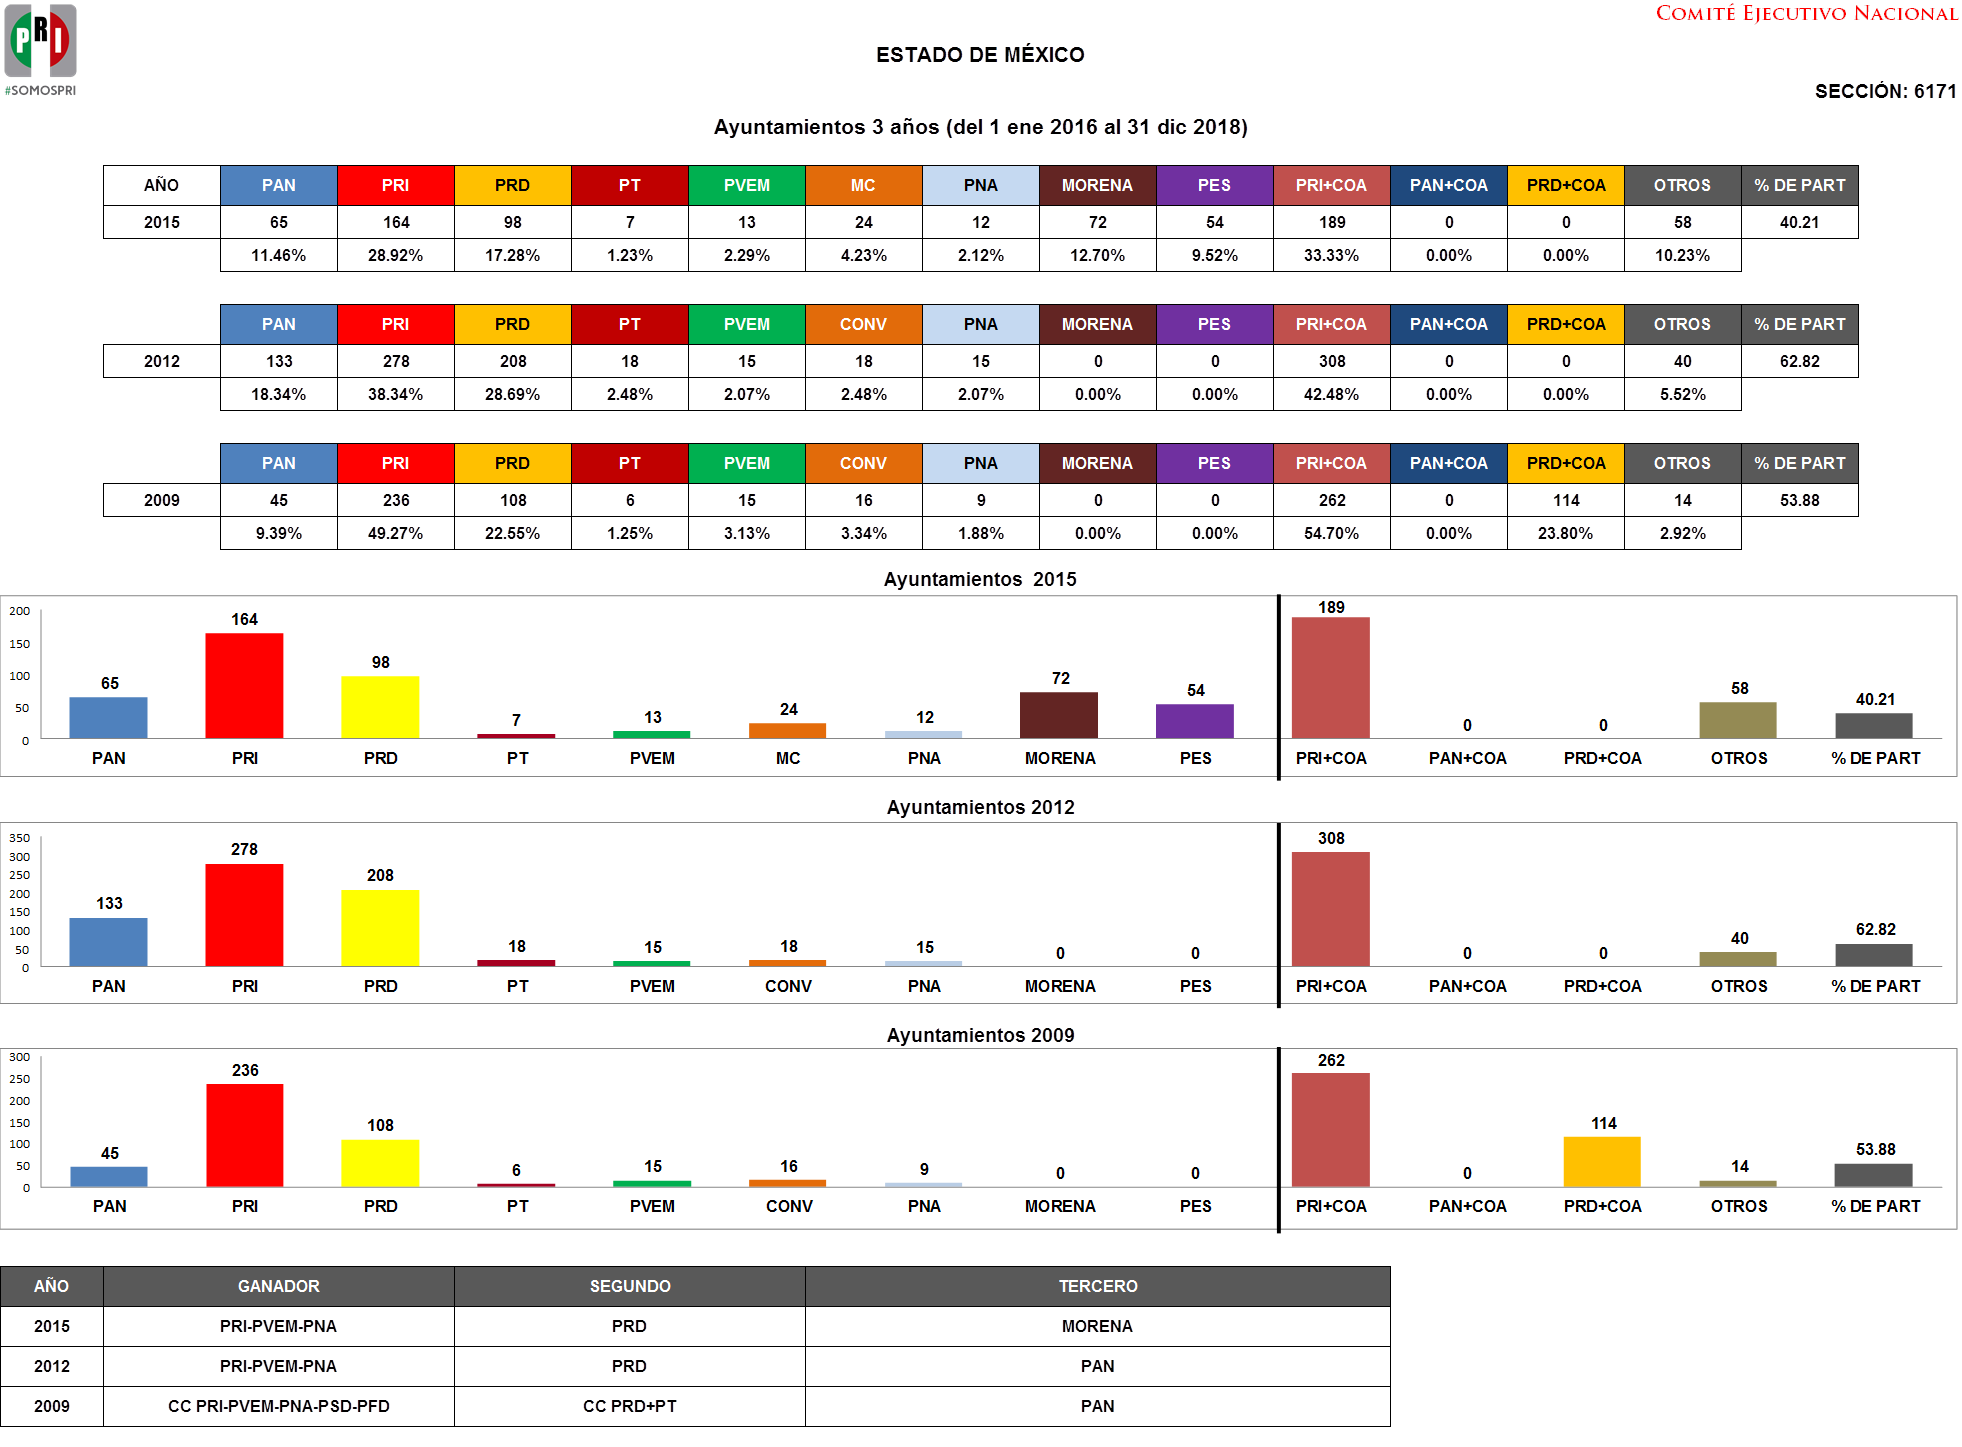 PRI
#SOMOSPRI
COMITÉ EJECUTIVO NACIONAL
ESTADO DE MÉXICO
SECCIÓN: 6171
Ayuntamientos 3 años (del 1 ene 2016 al 31 dic 2018)
AÑO PAN PRI PRD PT PVEM MC PNA MORENA PES PRI+COA PAN+COA PRD+COA OTROS % DE PART
2015 65 164 98 7 13 24 12 72 54 189 0 0 58 40.21
11.46% 28.92% 17.28% 1.23% 2.29% 4.23% 2.12% 12.70% 9.52% 33.33% 0.00% 0.00% 10.23%
PAN PRI PRD PT PVEM CONV PNA MORENA PES PRI+COA PAN+COA PRD+COA OTROS % DE PART
2012 133 278 208 18 15 18 15 0 0 308 0 0 40 62.82
18.34% 38.34% 28.69% 2.48% 2.07% 2.48% 2.07% 0.00% 0.00% 42.48% 0.00% 0.00% 5.52%
PAN PRI PRD PT PVEM CONV PNA MORENA PES PRI+COA PAN+COA PRD+COA OTROS % DE PART
2009 45 236 108 6 15 16 9 0 0 262 0 114 14 53.88
9.39% 49.27% 22.55% 1.25% 3.13% 3.34% 1.88% 0.00% 0.00% 54.70% 0.00% 23.80% 2.92%
Ayuntamientos 2015
200
150
100
50
0
65 164 98 7 13 24 12 72 54 189 0 0 58 40.21
PAN PRI PRD PT PVEM MC PNA MORENA PES PRI+COA PAN+COA PRD+COA OTROS % DE PART
Ayuntamientos 2012
350
300
250
200
150
100
50
0
133 278 208 18 15 18 15 0 0 308 0 0 40 62.82
PAN PRI PRD PT PVEM CONV PNA MORENA PES PRI+COA PAN+COA PRD+COA OTROS % DE PART
Ayuntamientos 2009
300
250
200
150
100
50
0
45 236 108 6 15 16 9 0 0 262 0 114 14 53.88
PAN PRI PRD PT PVEM CONV PNA MORENA PES PRI+COA PAN+COA PRD+COA OTROS % DE PART
AÑO GANADOR SEGUNDO TERCERO
2015 PRI-PVEM-PNA PRD MORENA
2012 PRI-PVEM-PNA PRD PAN
2009 CC PRI-PVEM-PNA-PSD-PFD CC PRD+PT PAN